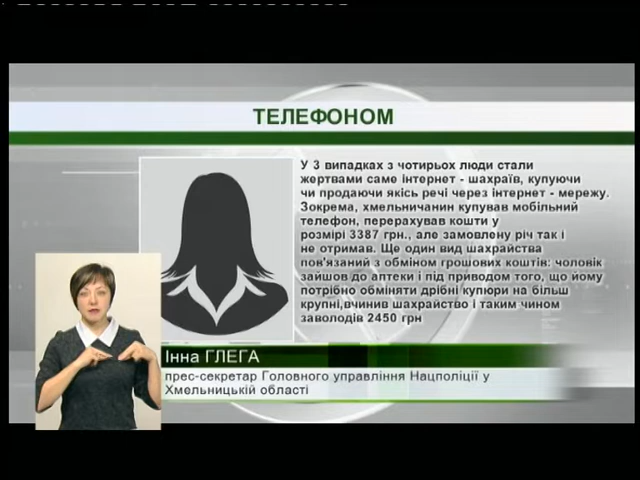 ТЕЛЕФОНОМ
У 3 випадках з чотирьох люди стали
жертвами саме інтернет - шахраїв, купуючи
чи продаючи якісь речі через інтернет - мережу.
Зокрема, хмельничанин купував мобільний
телефон, перерахував кошти у
розмірі 3387 грн., але замовлену річ так і
не отримав. Ще один вид шахрайства
пов'язаний з обміном грошових коштів: чоловік
зайшов до аптеки і під приводом того, що йому
потрібно обміняти дрібні купюри на більш
крупні,вчинив шахрайство і таким чином
заволодів 2450 грн
Інна ГЛЕГА
прес-секретар Головного управління Нацполіції у
Хмельницькій області